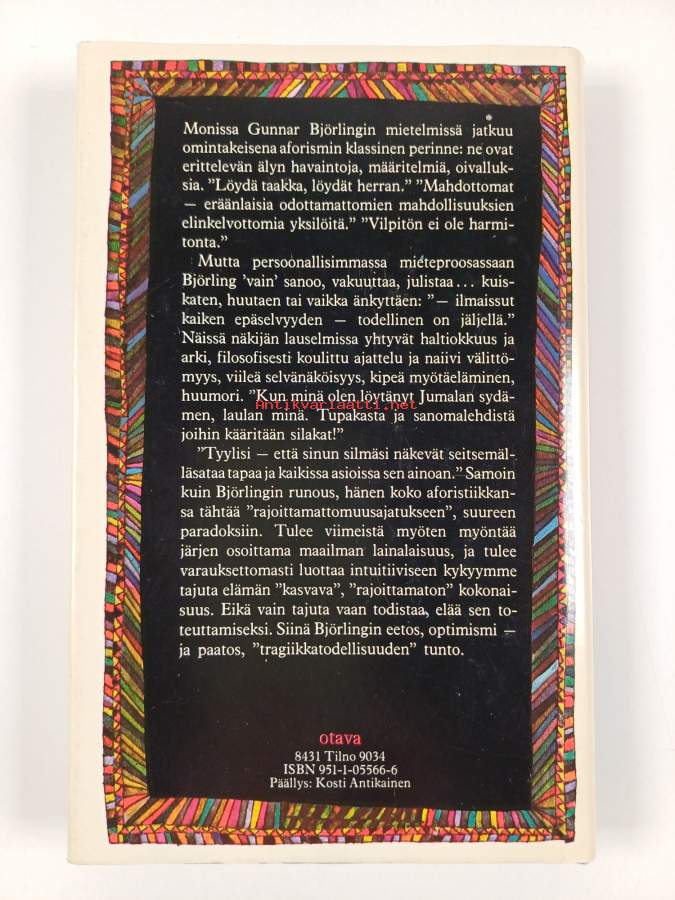 Monissa Gunnar Björlingin mietelmissä jatkuu
omintakeisena aforismin klassinen perinne: ne ovat
erittelevän älyn havaintoja, määritelmiä, oivalluk-
sia. ”Löydä taakka, löydät herran.” ”Mahdottomat
— eräänlaisia odottamattomien mahdollisuuksien
elinkelvottomia yksilöitä.” ”Vilpitön ei ole harmi-
tonta.”
Mutta persoonallisimmassa mieteproosassaan
Björling ’vain’ sanoo, vakuuttaa, julistaa... kuis-
katen, huutaen tai vaikka änkyttäen: ”— ilmaissut
kaiken epäselvyyden — todellinen on jäljellä.”
Näissä näkijän lauselmissa yhtyvät haltiokkuus ja
arki, filosofisesti koulittu ajattelu ja naiivi välittö-
myys, viileä selvänäköisyys, kipeä myötäeläminen,
huumori. ”Kun minä olen löytänyt Jumalan sydä-
Antikvariaatti.net
men, laulan minä. Tupakasta ja sanomalehdistä
joihin kääritään silakat!”
”Tyylisi — että sinun silmäsi näkevät seitsemäl-
läsataa tapaa ja kaikissa asioissa sen ainoan.” Samoin
kuin Björlingin runous, hänen koko aforistiikkan-
sa tähtää ”rajoittamattomuusajatukseen”, suureen
paradoksiin. Tulee viimeistä myöten myöntää
järjen osoittama maailman lainalaisuus, ja tulee
varauksettomasti luottaa intuitiiviseen kykyymme
tajuta elämän ”kasvava”, ”rajoittamaton” kokonai-
suus. Eikä vain tajuta vaan todistaa, elää sen to-
teuttamiseksi. Siinä Björlingin eetos, optimismi —
ja paatos, ”tragiikkatodellisuuden” tunto.
otava
8431 Tilno 9034
ISBN 951-1-05566-6
Päällys: Kosti Antikainen